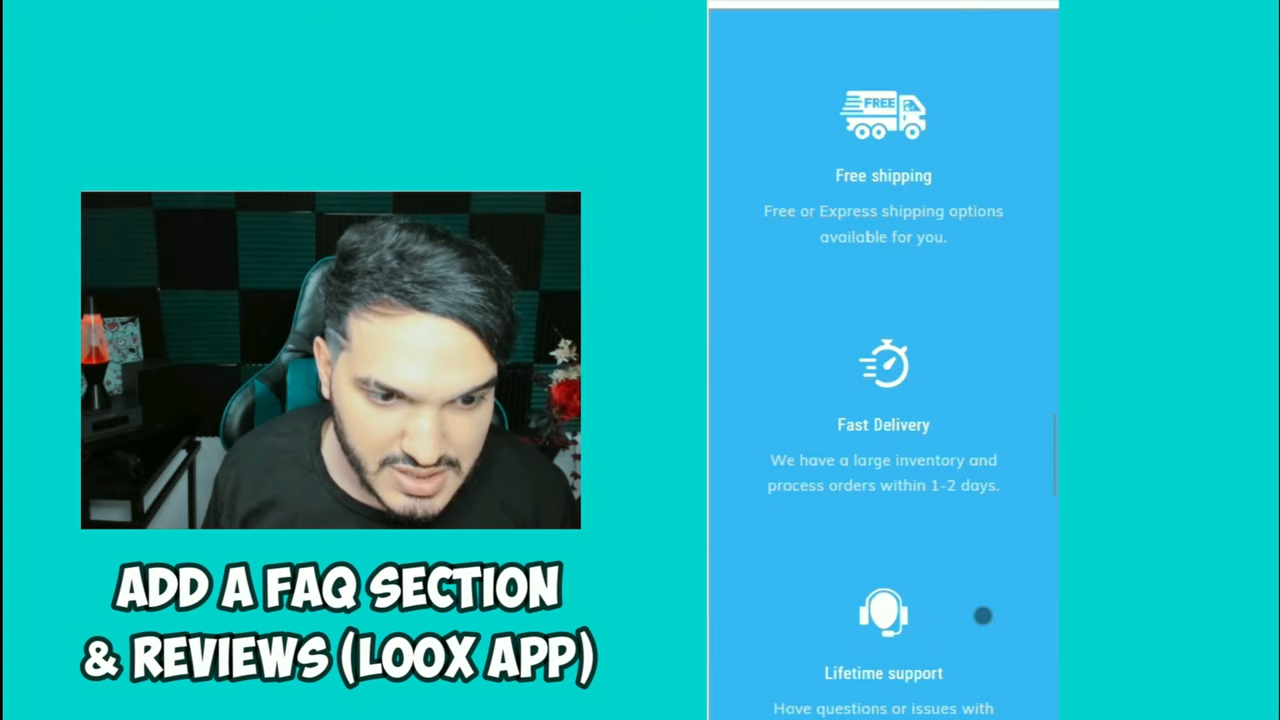 FREE
Free shipping
Free or Express shipping options
available for you.
Fast Delivery
We have a large inventory and
process orders within 1-2 days.
Lifetime support
Have questions or issues with
ADD A FAQ SECTION
& REVIEWS (LOOX APP)